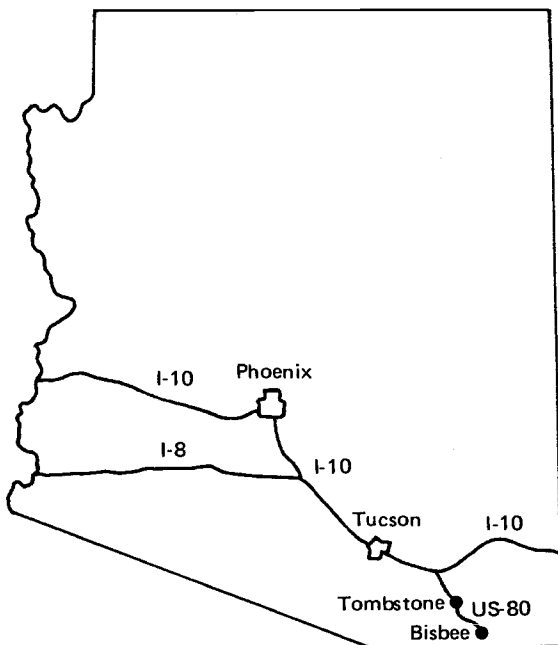 Phoenix
I-10
I-8
I-10
Tucson
I-10
Tombstone
US-80
Bisbee